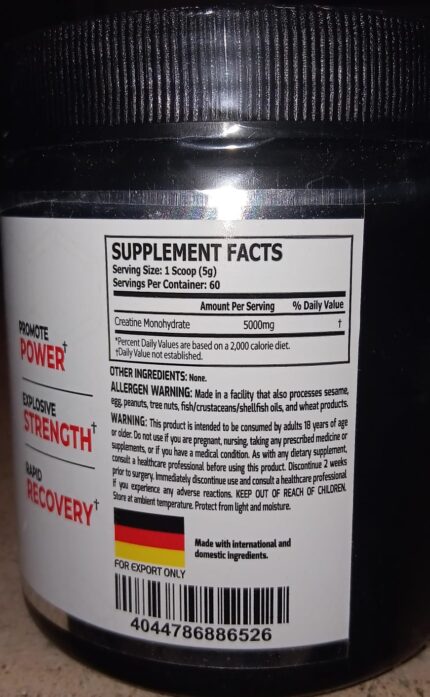 PROMOTE
POWER†
EXPLOSIVE
STRENGTH†
RAPID
RECOVERY†
SUPPLEMENT FACTS
Serving Size: 1 Scoop (5g)
Servings Per Container: 60
Amount Per Serving % Daily Value
Creatine Monohydrate 5000mg †
*Percent Daily Values are based on a 2,000 calorie diet.
†Daily Value not established.
OTHER INGREDIENTS: None.
ALLERGEN WARNING: Made in a facility that also processes sesame,
egg, peanuts, tree nuts, fish/crustaceans/shellfish oils, and wheat products.
WARNING: This product is intended to be consumed by adults 18 years of age
or older. Do not use if you are pregnant, nursing, taking any prescribed medicine or
supplements, or if you have a medical condition. As with any dietary supplement,
consult a healthcare professional before using this product. Discontinue 2 weeks
prior to surgery. Immediately discontinue use and consult a healthcare professional
if you experience any adverse reactions. KEEP OUT OF REACH OF CHILDREN.
Store at ambient temperature. Protect from light and moisture.
Made with international and
domestic ingredients.
FOR EXPORT ONLY
4044786886526